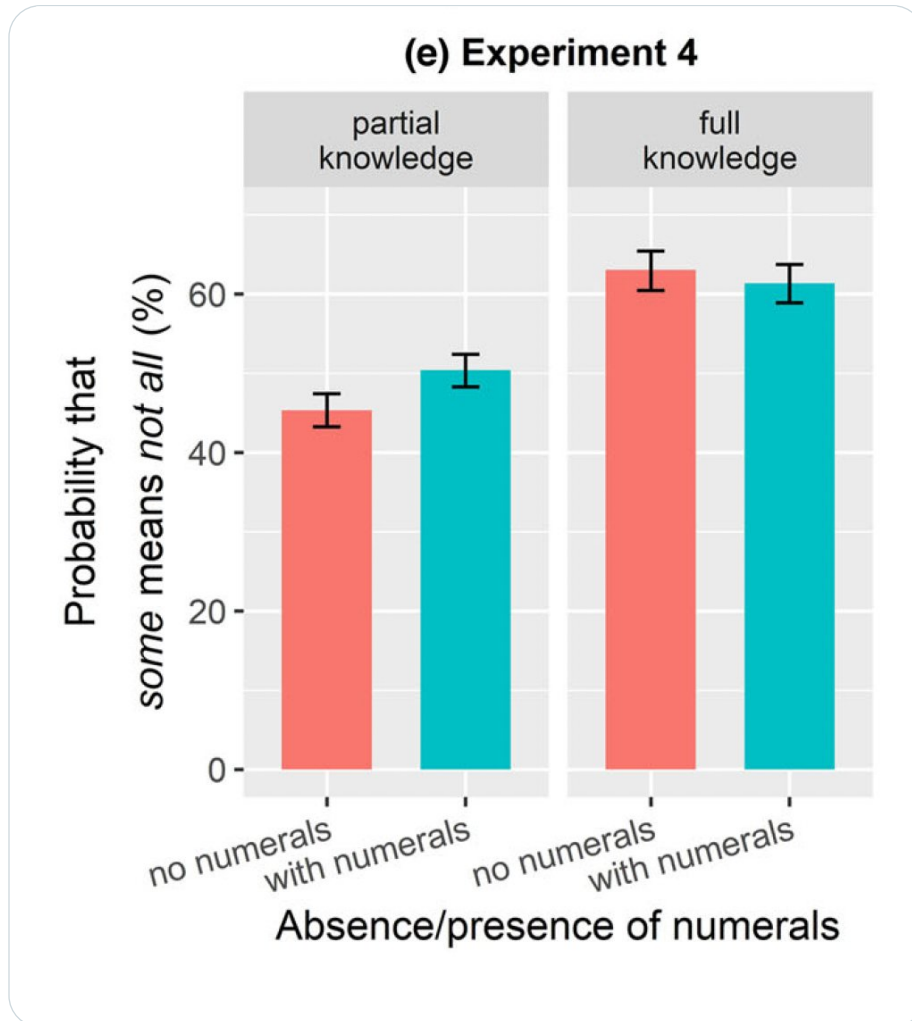 (e) Experiment 4
partial
knowledge
full
knowledge
Probability that
some means not all (%)
60
40
20
0
no numerals
with numerals
no numerals
with numerals
Absence/presence of numerals